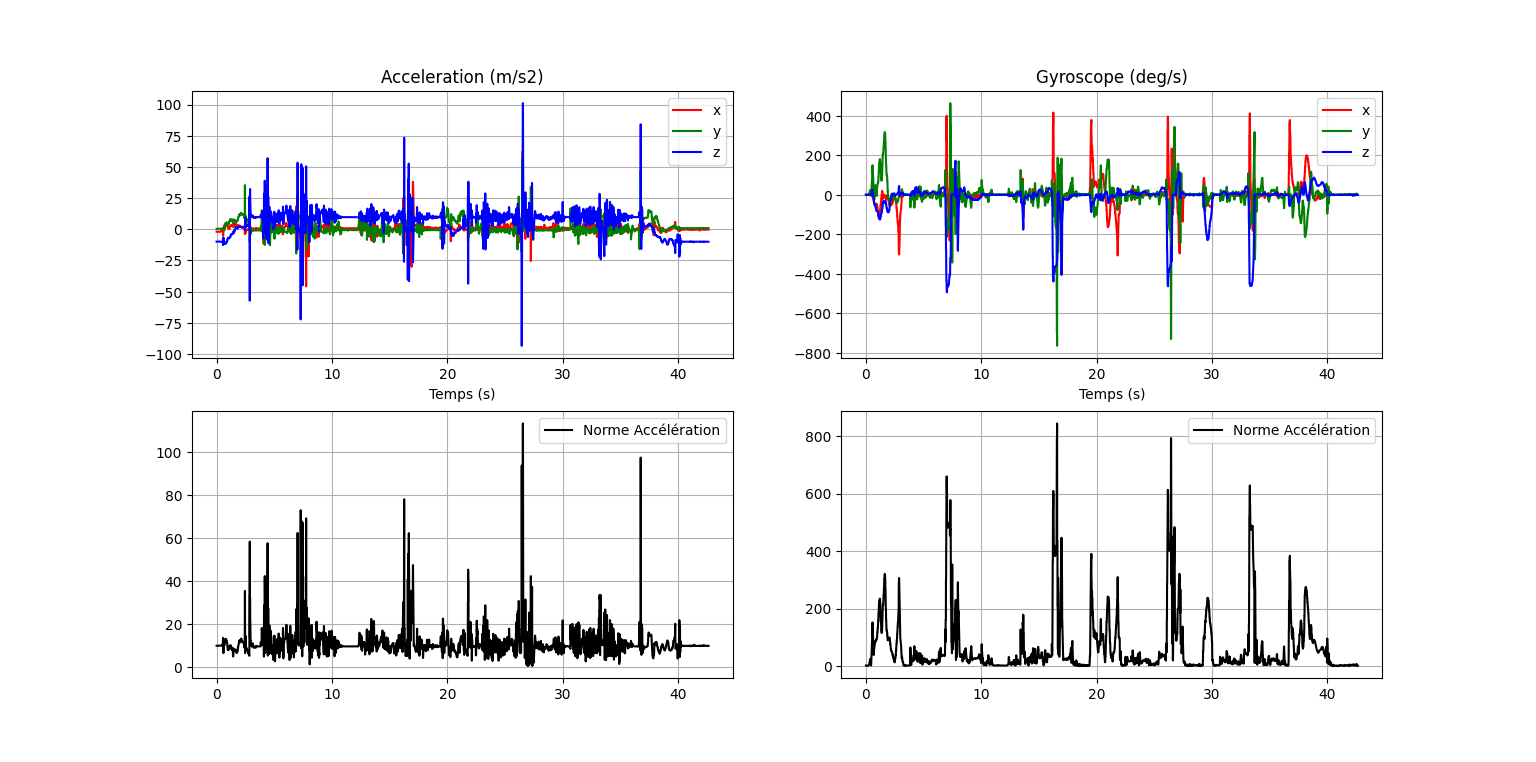 Acceleration (m/s2)
100
75
50
25
0
−25
−50
−75
−100
x
y
z
0 10 20 30 40
Temps (s)
Gyroscope (deg/s)
400
200
0
−200
−400
−600
−800
x
y
z
0 10 20 30 40
Temps (s)
Norme Accélération
100
80
60
40
20
0
0 10 20 30 40
Norme Accélération
800
600
400
200
0
0 10 20 30 40